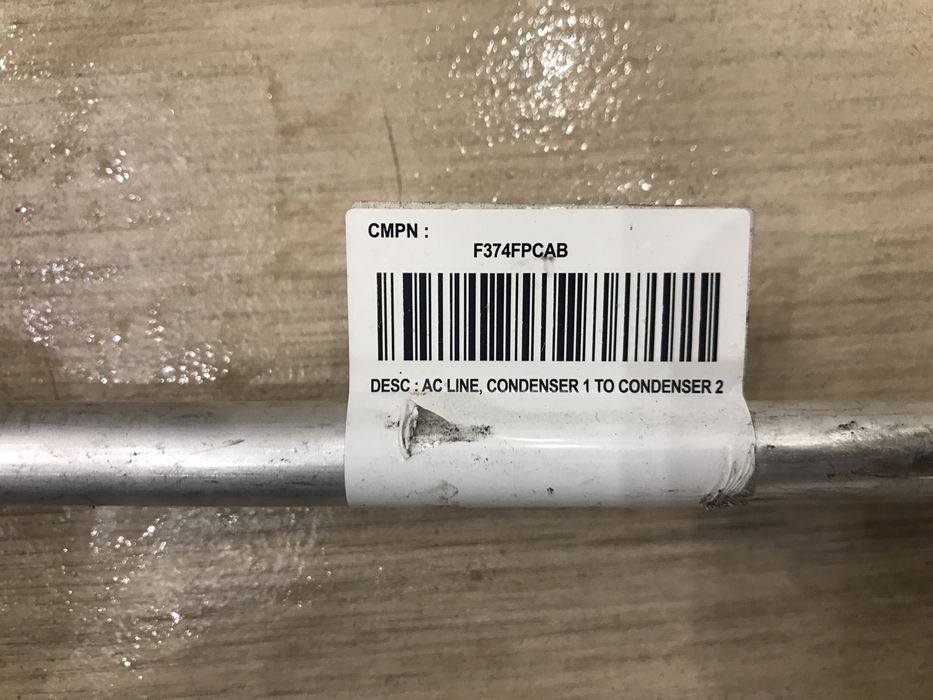 CMPN :
F374FPCAB
DESC : AC LINE, CONDENSER 1 TO CONDENSER 2